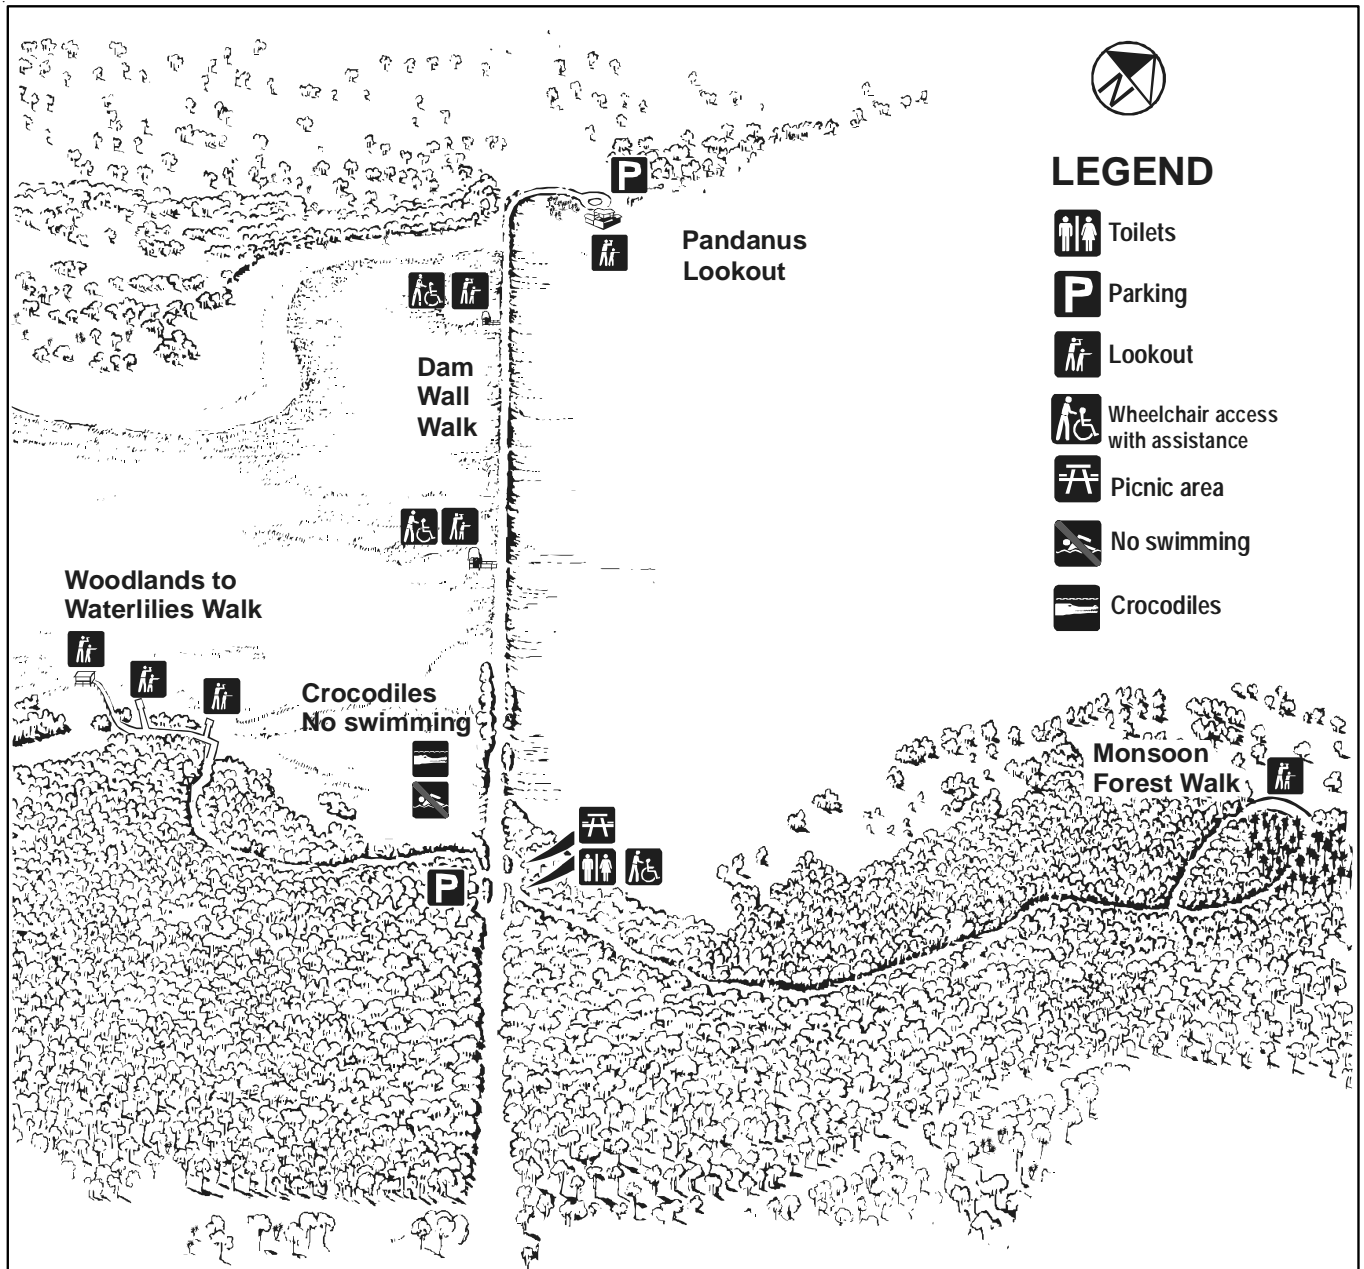 LEGEND
Toilets
P
Parking
Lookout
Wheelchair access
with assistance
Picnic area
No swimming
Crocodiles
P
Pandanus
Lookout
Dam
Wall
Walk
Woodlands to
Waterlilies Walk
Crocodiles
No swimming
P
Monsoon
Forest Walk